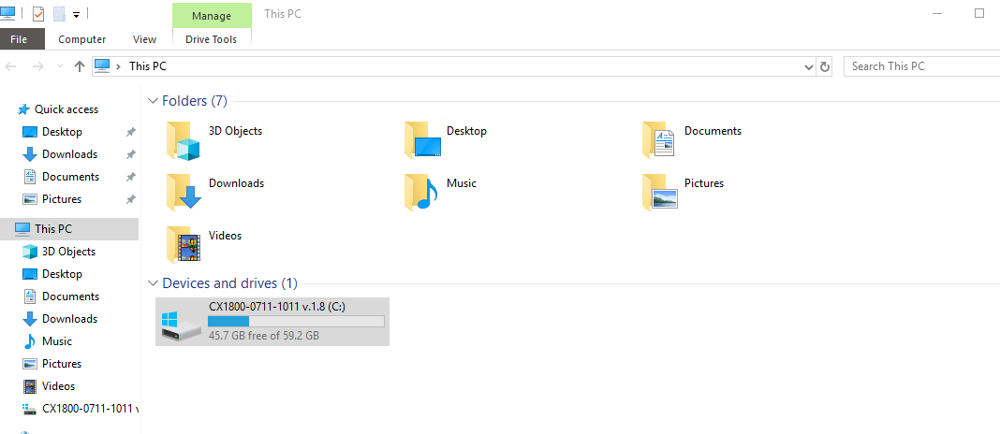 Manage
This PC
File
Computer
View
Drive Tools
This PC
Search This PC
Quick access
Desktop
Downloads
Documents
Pictures
This PC
3D Objects
Desktop
Documents
Downloads
Music
Pictures
Videos
CX1800-0711-1011 v
Folders (7)
3D Objects
Desktop
Documents
Downloads
Music
Pictures
Videos
Devices and drives (1)
CX1800-0711-1011 v.1.8 (C:)
45.7 GB free of 59.2 GB